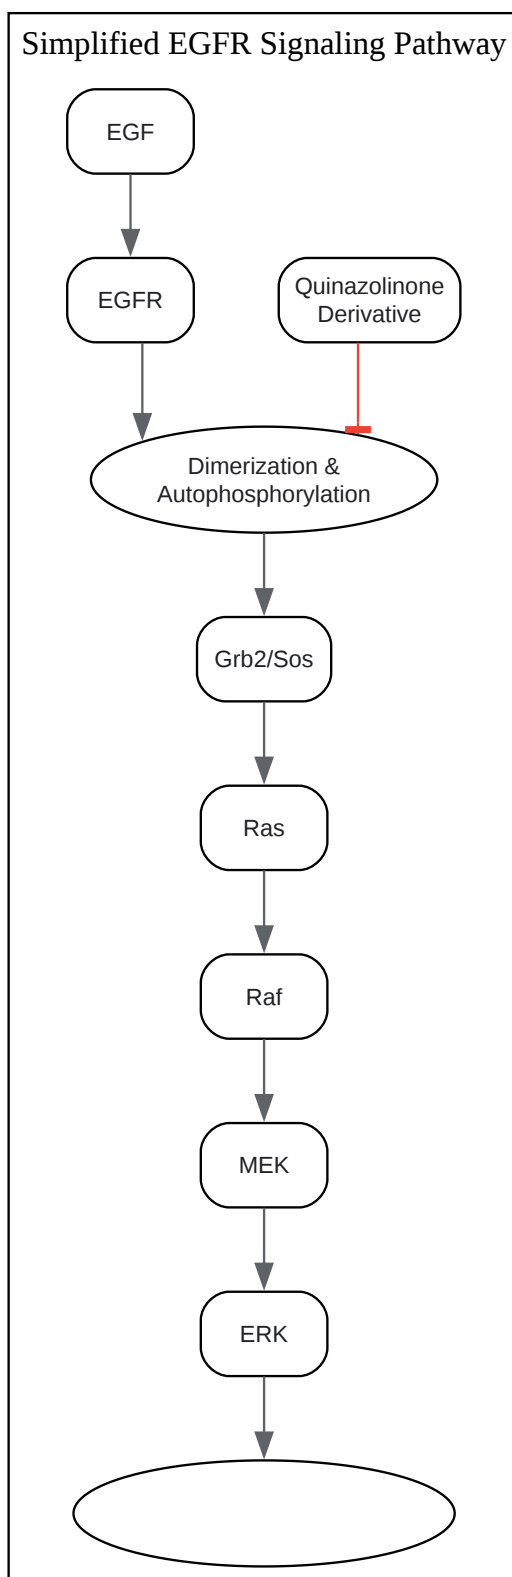 Simplified EGFR Signaling Pathway
EGF
EGFR
Quinazolinone
Derivative
Dimerization &
Autophosphorylation
Grb2/Sos
Ras
Raf
MEK
ERK